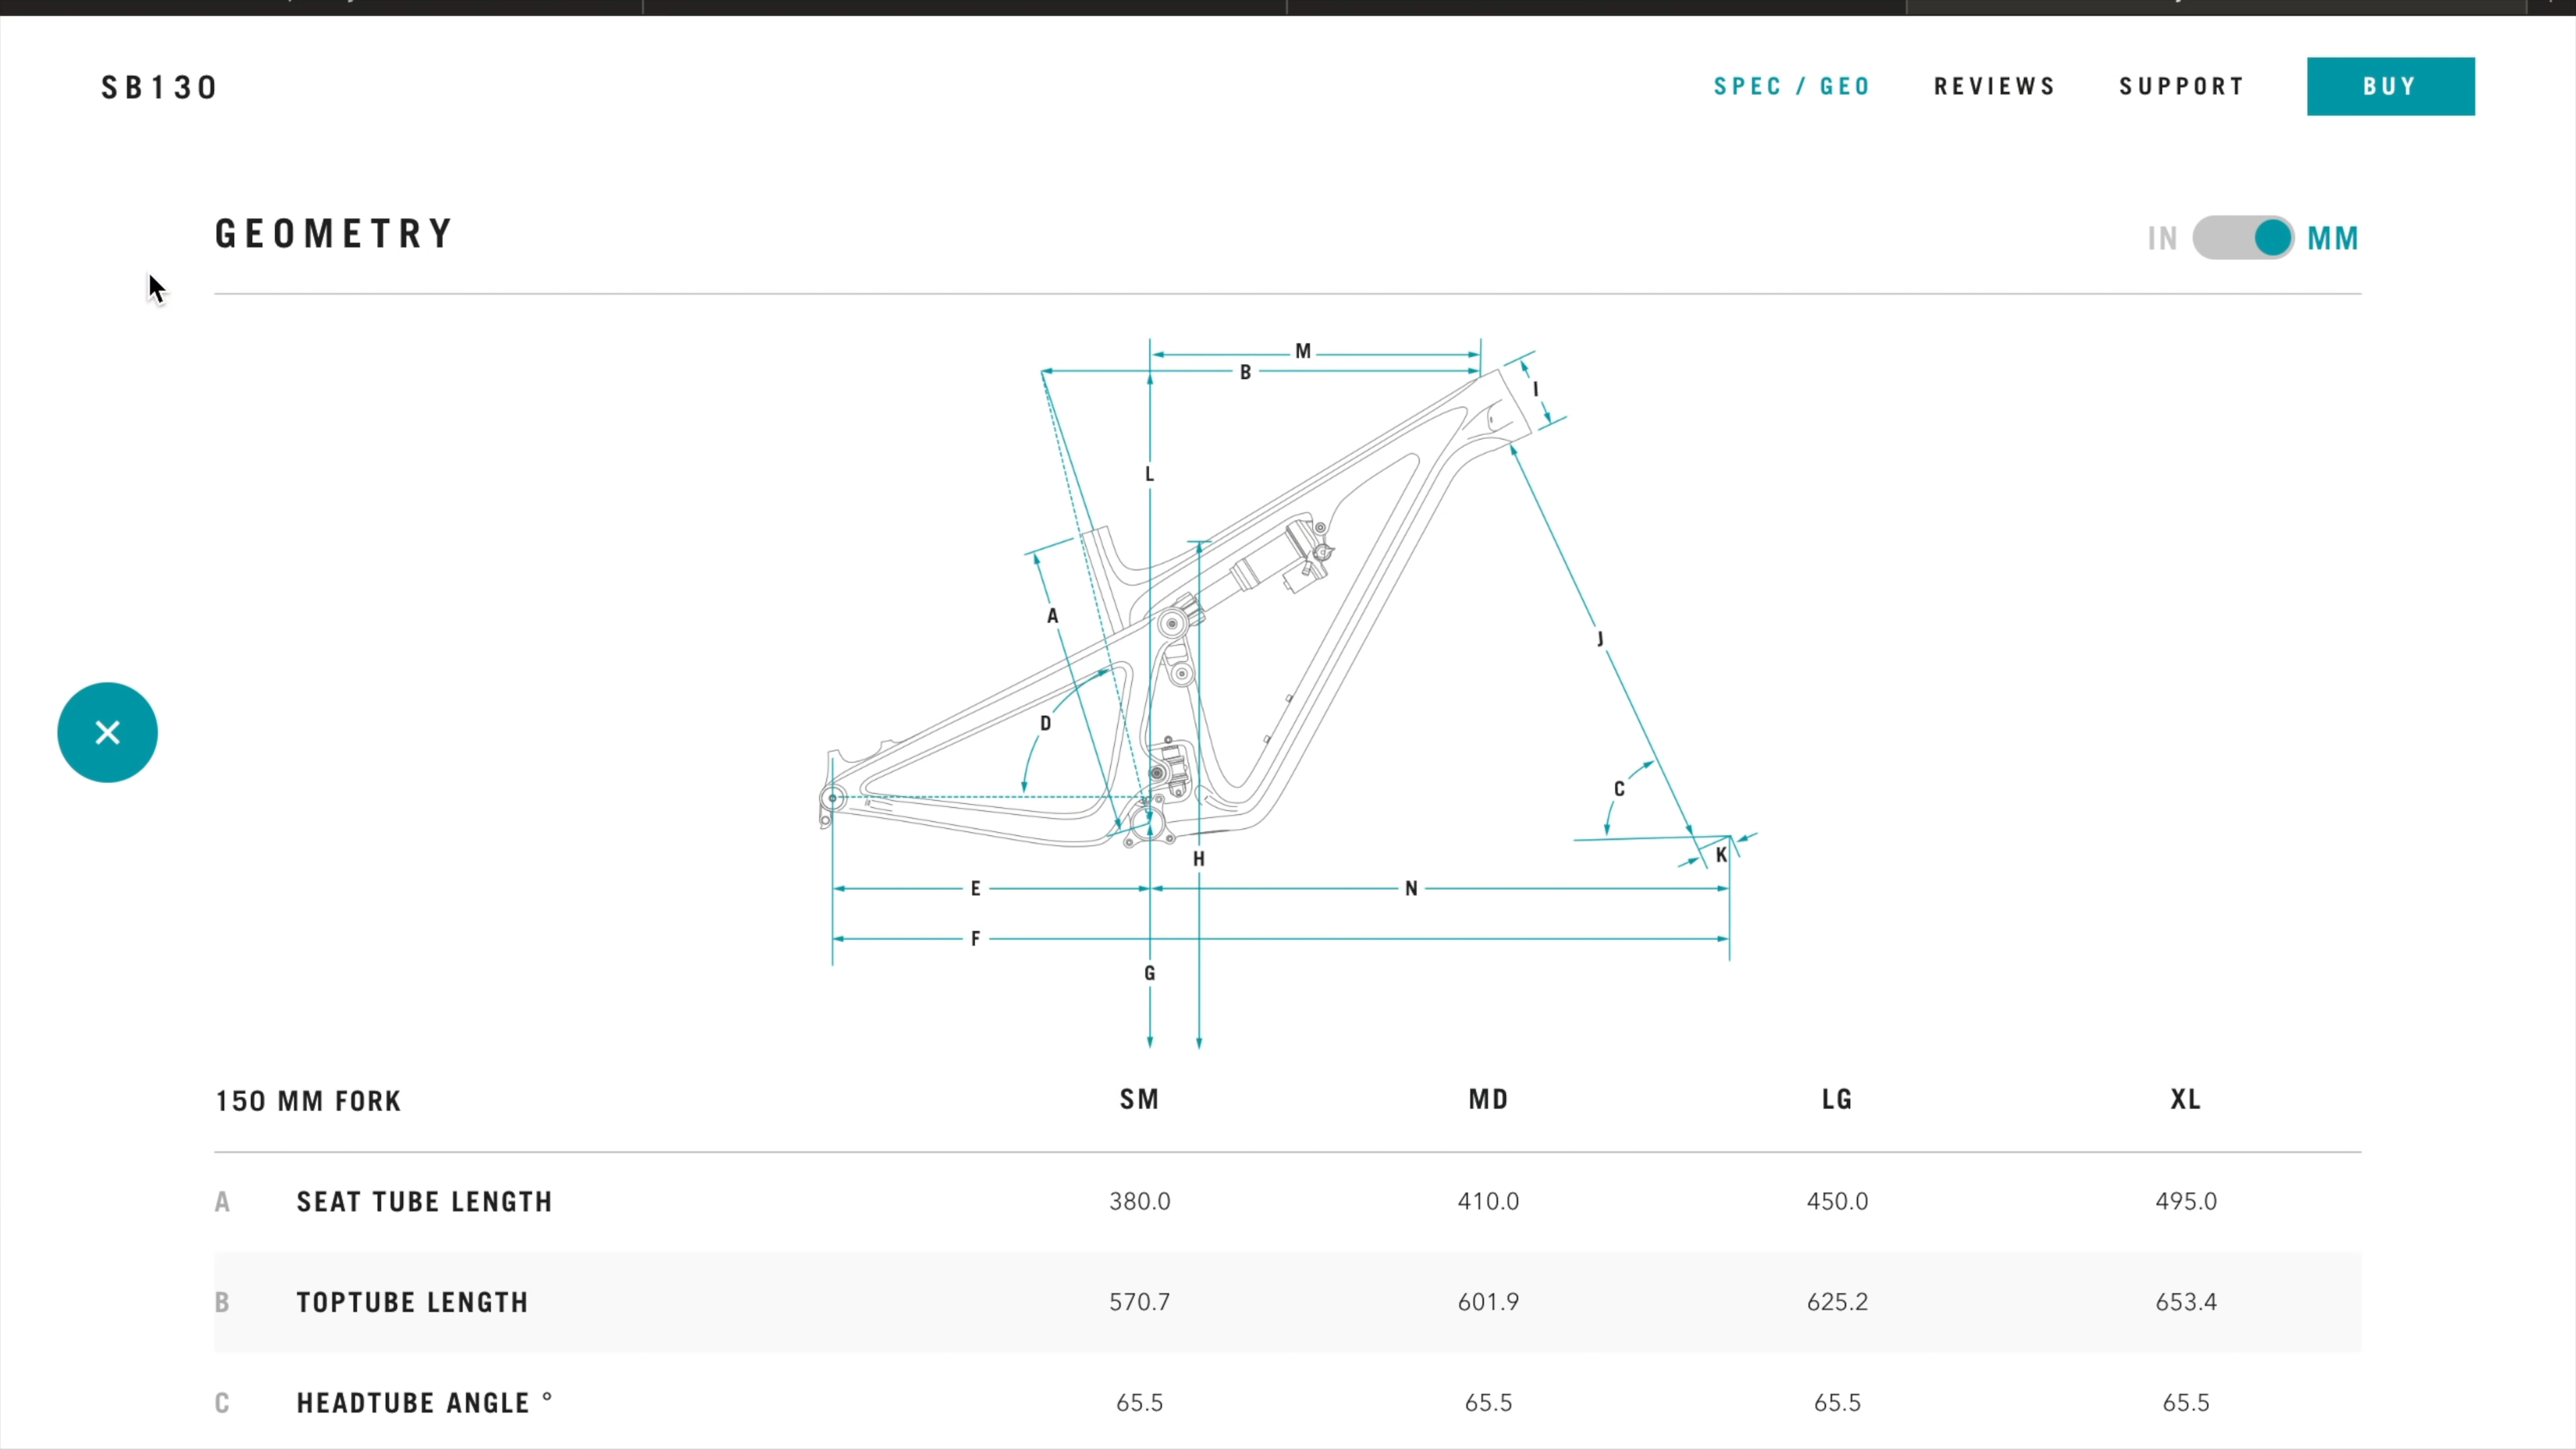 SB130
SPEC / GEO
REVIEWS
SUPPORT
BUY
GEOMETRY
IN
MM
M
B
I
L
A
J
D
C
K
H
E
N
F
G
150 MM FORK SM MD LG XL
A SEAT TUBE LENGTH 380.0 410.0 450.0 495.0
B TOPTUBE LENGTH 570.7 601.9 625.2 653.4
C HEADTUBE ANGLE ° 65.5 65.5 65.5 65.5